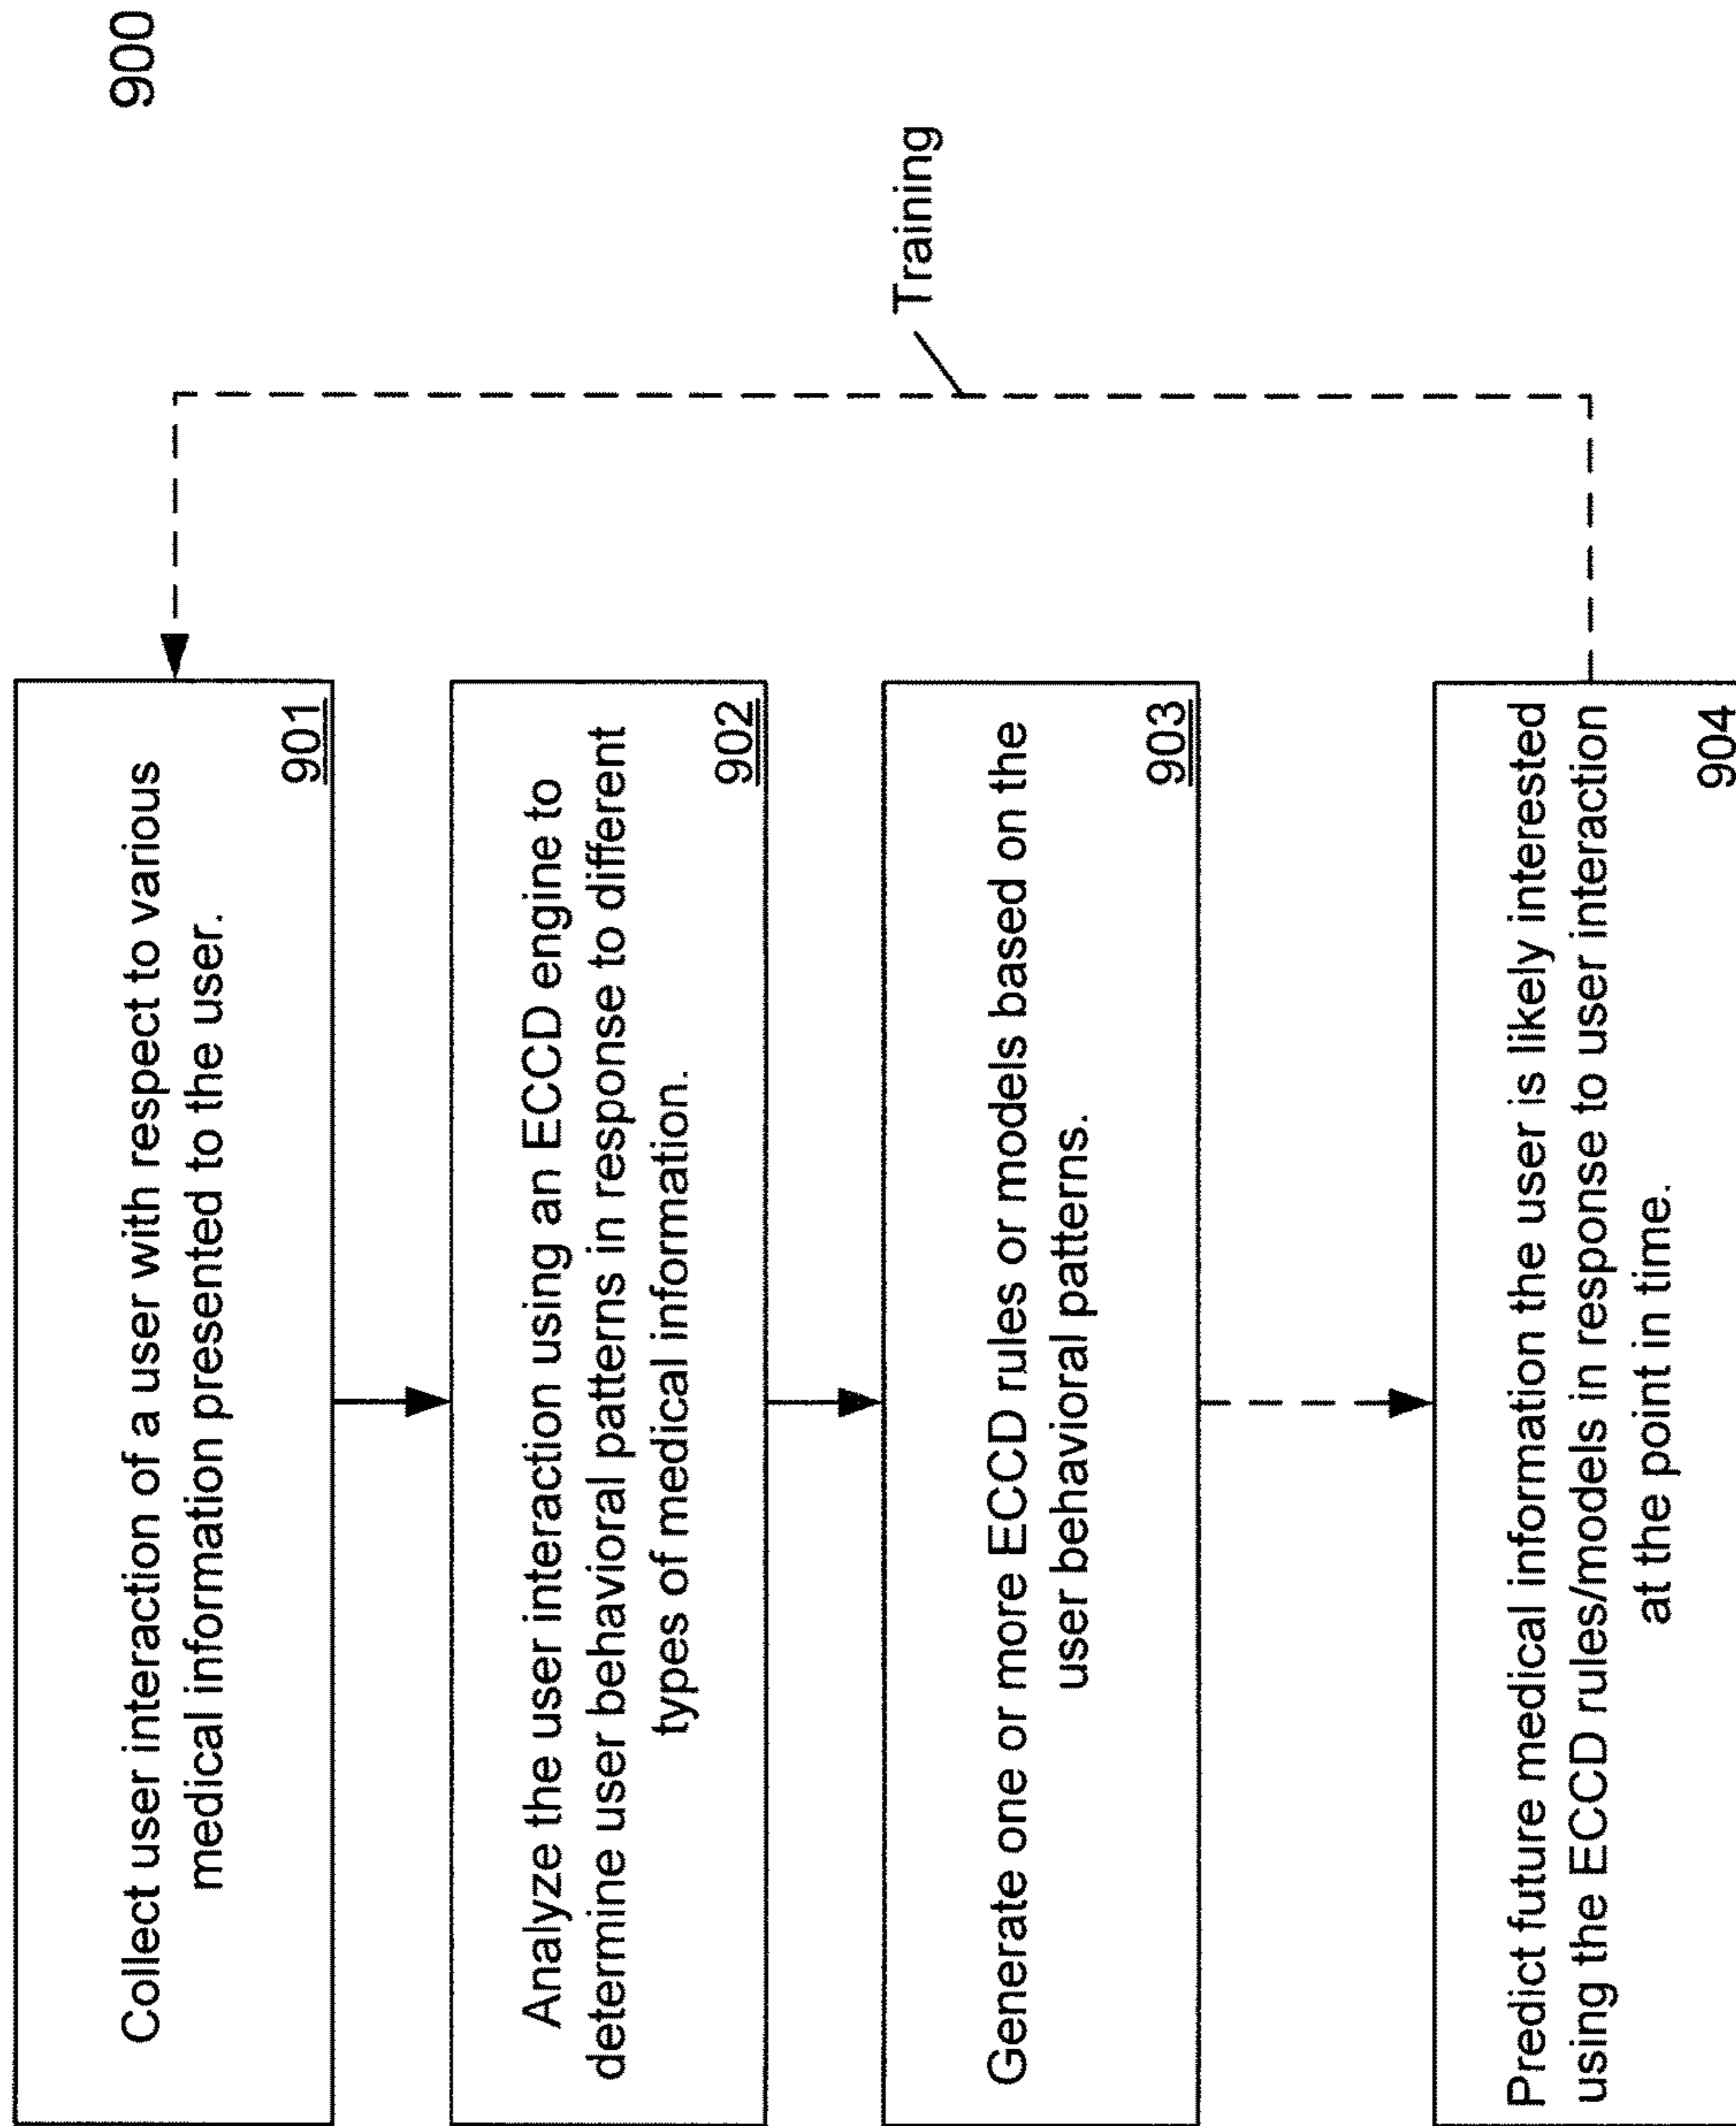 900
Collect user interaction of a user with respect to various
medical information presented to the user.
901
Analyze the user interaction using an ECCD engine to
determine user behavioral patterns in response to different
types of medical information.
902
Generate one or more ECCD rules or models based on the
user behavioral patterns.
903
Training
Predict future medical information the user is likely interested
using the ECCD rules/models in response to user interaction
at the point in time.
904